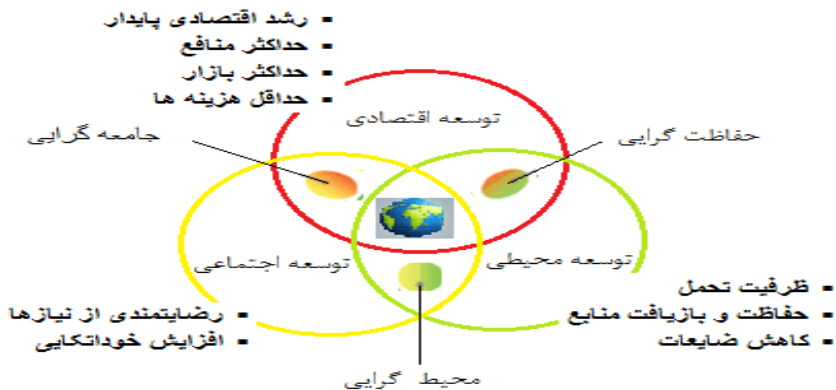 ▪ رشد اقتصادی پایدار
▪ حداکثر منافع
▪ حداکثر بازار
▪ حداقل هزینه ها
توسعه اقتصادی
حفاظت گرایی
جامعه گرایی
توسعه محیطی
توسعه اجتماعی
▪ ظرفیت تحمل
▪ حفاظت و بازیافت منابع
▪ کاهش ضایعات
▪ رضایتمندی از نیازها
▪ افزایش خوداتکایی
محیط گرایی